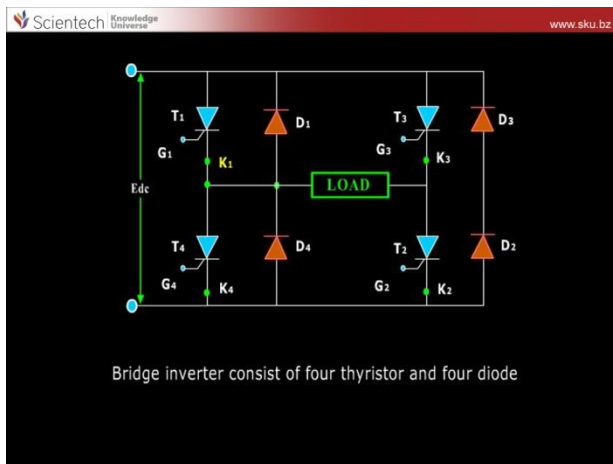 Scientech Knowledge Universe www.sku.bz
T1 D1 T3 D3
G1 G3
K1 K3
Edc LOAD
T4 D4 T2 D2
G4 G2
K4 K2
Bridge inverter consist of four thyristor and four diode